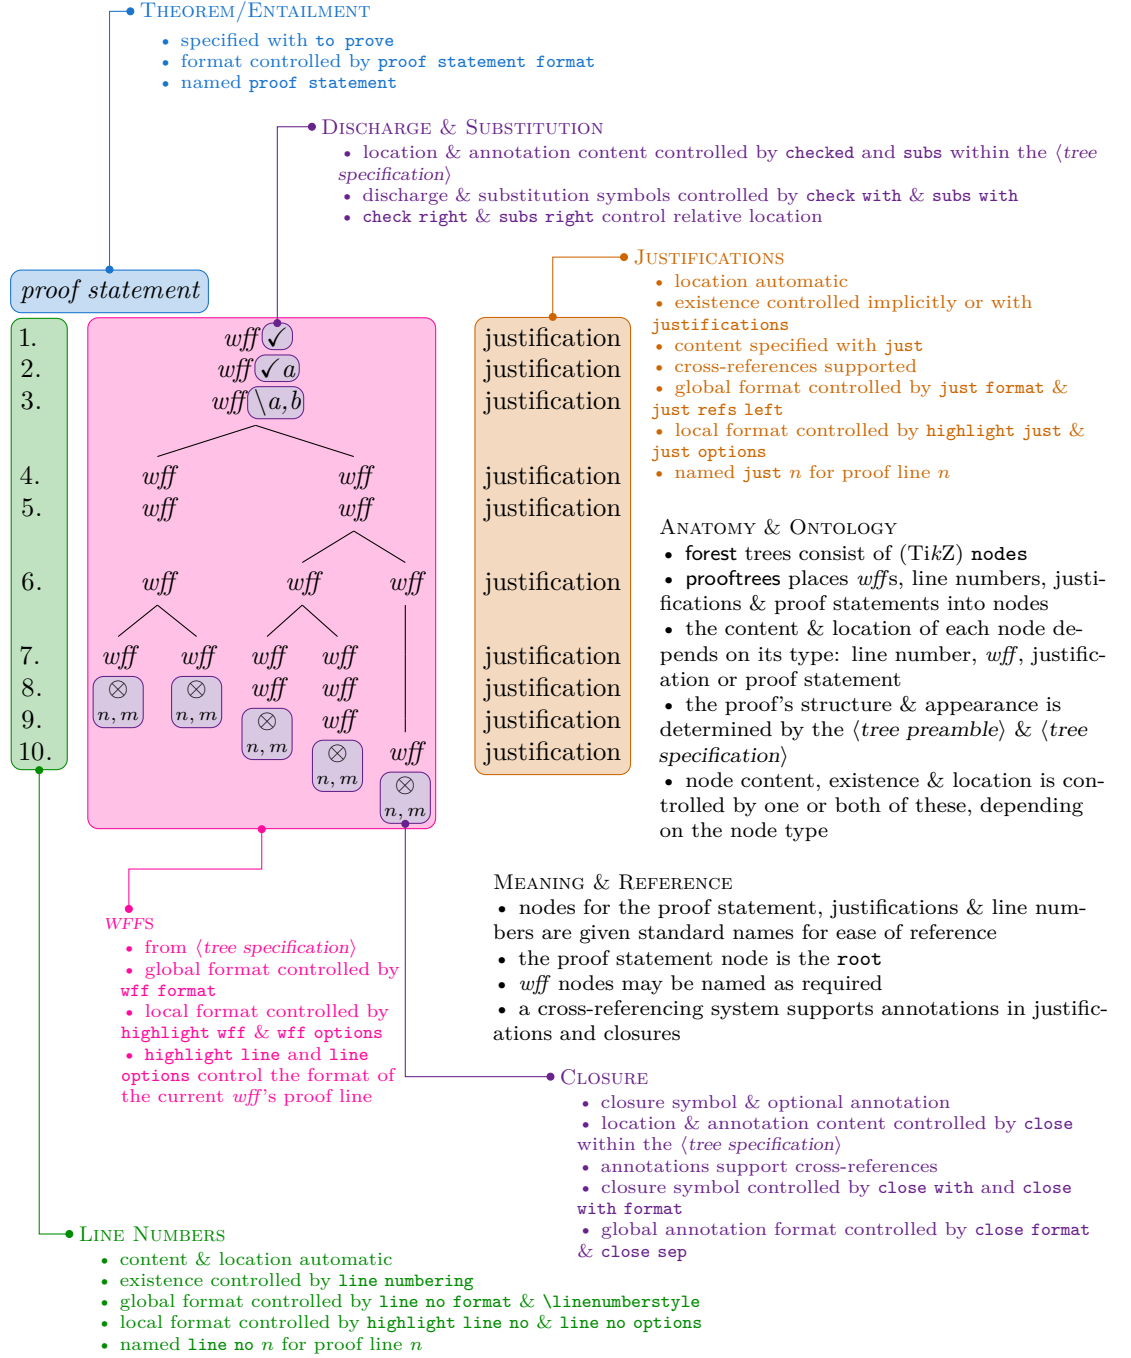 THEOREM/ENTAILMENT
• specified with to prove
• format controlled by proof statement format
• named proof statement
DISCHARGE & SUBSTITUTION
• location & annotation content controlled by checked and subs within the ⟨tree
specification⟩
• discharge & substitution symbols controlled by check with & subs with
• check right & subs right control relative location
JUSTIFICATIONS
• location automatic
• existence controlled implicitly or with
justifications
• content specified with just
• cross-references supported
• global format controlled by just format &
just refs left
• local format controlled by highlight just &
just options
• named just n for proof line n
proof statement
1. wff ✓ justification
2. wff ✓ a justification
3. wff \a,b justification
4. wff wff justification
5. wff wff justification
6. wff wff wff justification
7. wff wff wff wff justification
8. ⊗ ⊗ wff wff justification
n, m n, m
9. ⊗ wff justification
n, m
10. ⊗ wff justification
n, m
⊗
n, m
ANATOMY & ONTOLOGY
• forest trees consist of (TikZ) nodes
• prooftrees places wffs, line numbers, justi-
fications & proof statements into nodes
• the content & location of each node de-
pends on its type: line number, wff, justific-
ation or proof statement
• the proof's structure & appearance is
determined by the ⟨tree preamble⟩ & ⟨tree
specification⟩
• node content, existence & location is con-
trolled by one or both of these, depending
on the node type
MEANING & REFERENCE
• nodes for the proof statement, justifications & line num-
bers are given standard names for ease of reference
• the proof statement node is the root
• wff nodes may be named as required
• a cross-referencing system supports annotations in justific-
ations and closures
WFFS
• from ⟨tree specification⟩
• global format controlled by
wff format
• local format controlled by
highlight wff & wff options
• highlight line and line
options control the format of
the current wff's proof line
CLOSURE
• closure symbol & optional annotation
• location & annotation content controlled by close
within the ⟨tree specification⟩
• annotations support cross-references
• closure symbol controlled by close with and close
with format
• global annotation format controlled by close format
& close sep
LINE NUMBERS
• content & location automatic
• existence controlled by line numbering
• global format controlled by line no format & \linenumberstyle
• local format controlled by highlight line no & line no options
• named line no n for proof line n